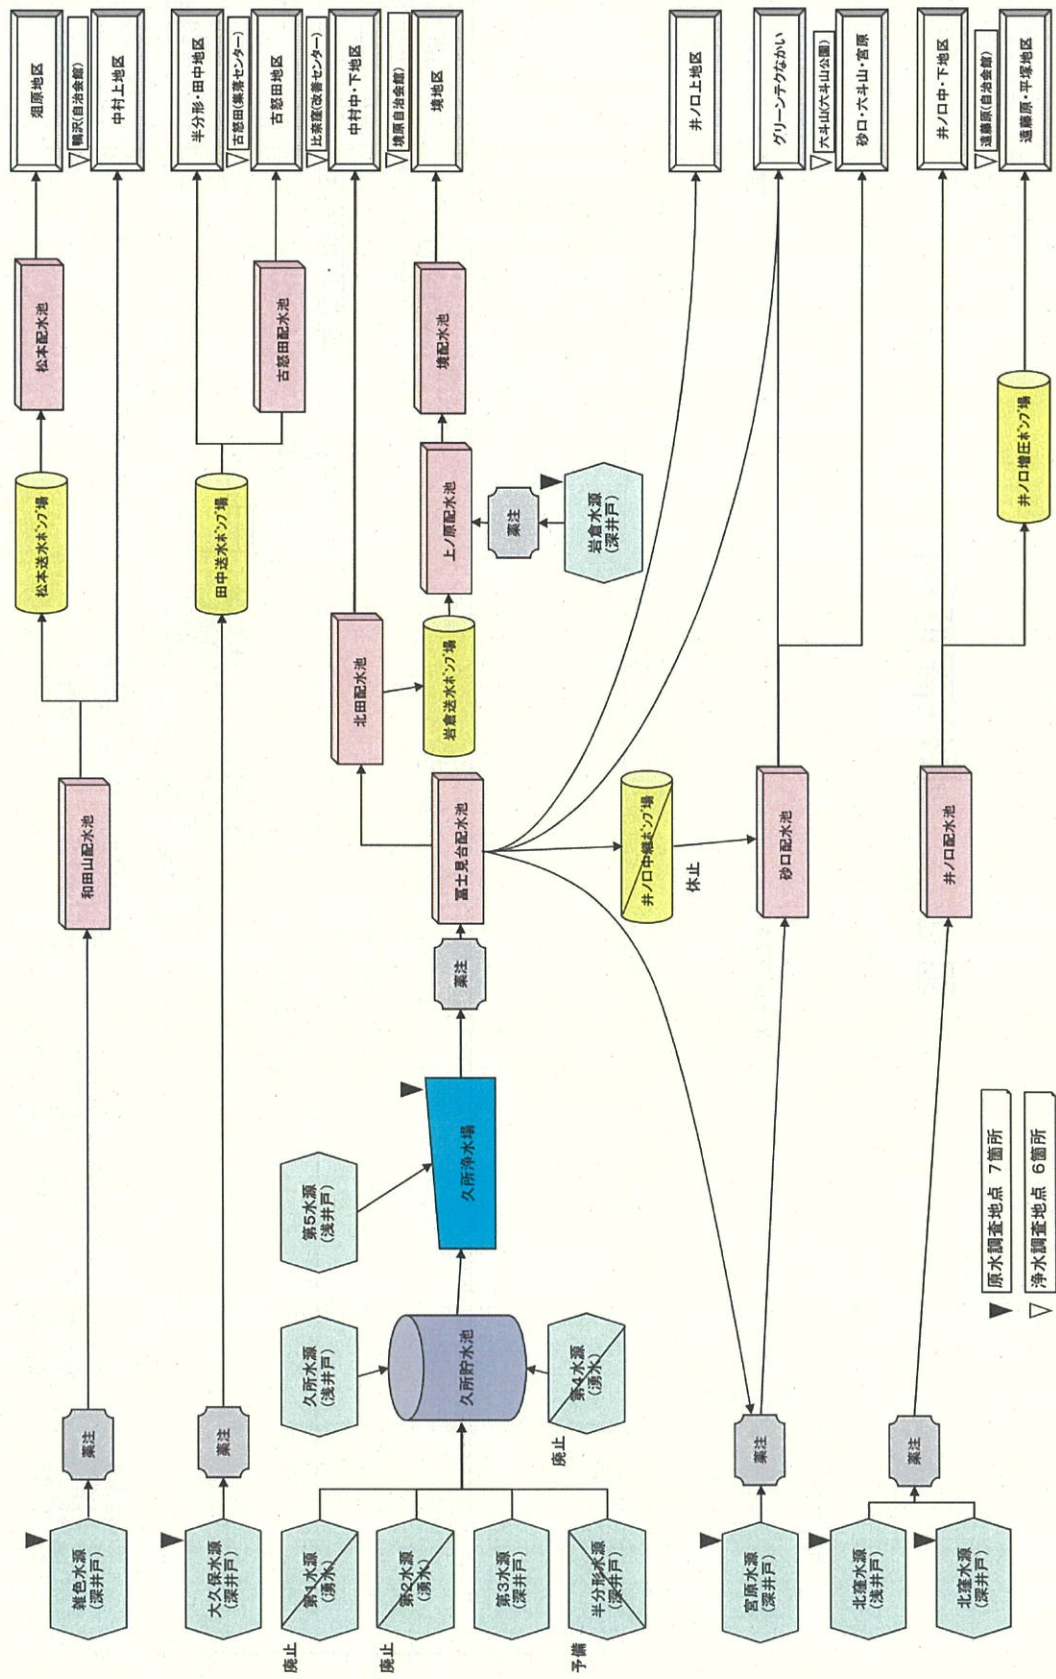 雑色水源
(深井戸)
薬注
和田山配水池
松本送水ポンプ場
松本配水池
俎原地区
鴨沢(自治会館)
中村上地区
大久保水源
(深井戸)
薬注
田中送水ポンプ場
古怒田配水池
半分形・田中地区
古怒田(集落センター)
古怒田地区
比奈窪(改善センター)
中村中・下地区
境原自治会館)
境地区
廃止
第1水源
(湧水)
廃止
第2水源
(湧水)
第3水源
(深井戸)
予備
半分形水源
(深井戸)
久所水源
(浅井戸)
久所貯水池
廃止
第4水源
(湧水)
第5水源
(浅井戸)
久所浄水場
薬注
富士見台配水池
北田配水池
岩倉送水ポンプ場
上ノ原配水池
境配水池
薬注
岩倉水源
(深井戸)
井ノ口中継ポンプ場
休止
井ノ口上地区
グリーンテクなかい
六斗山(六斗山公園)
砂口・六斗山・宮原
宮原水源
(深井戸)
薬注
砂口配水池
北窪水源
(浅井戸)
北窪水源
(深井戸)
薬注
井ノ口配水池
井ノ口増圧ポンプ場
井ノ口中・下地区
遠藤原(自治会館)
遠藤原・平塚地区
原水調査地点 7箇所
浄水調査地点 6箇所